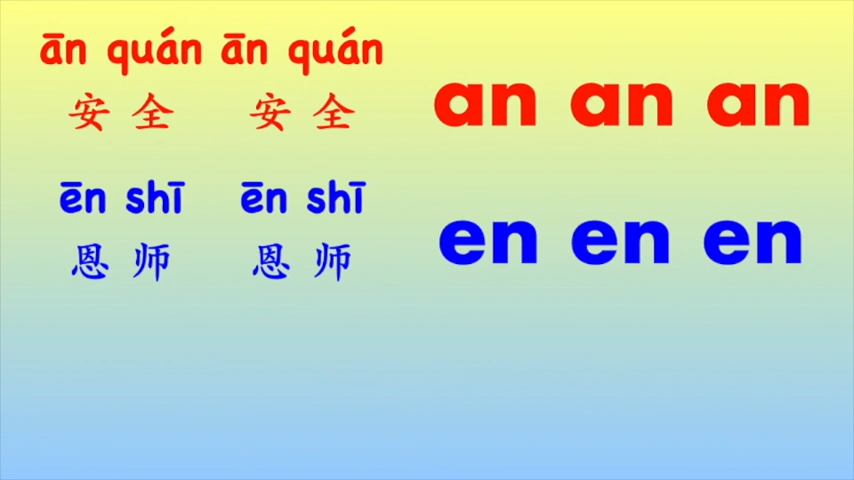 ān quán ān quán
安全 安全
an an an
ēn shī ēn shī
恩师 恩师
en en en